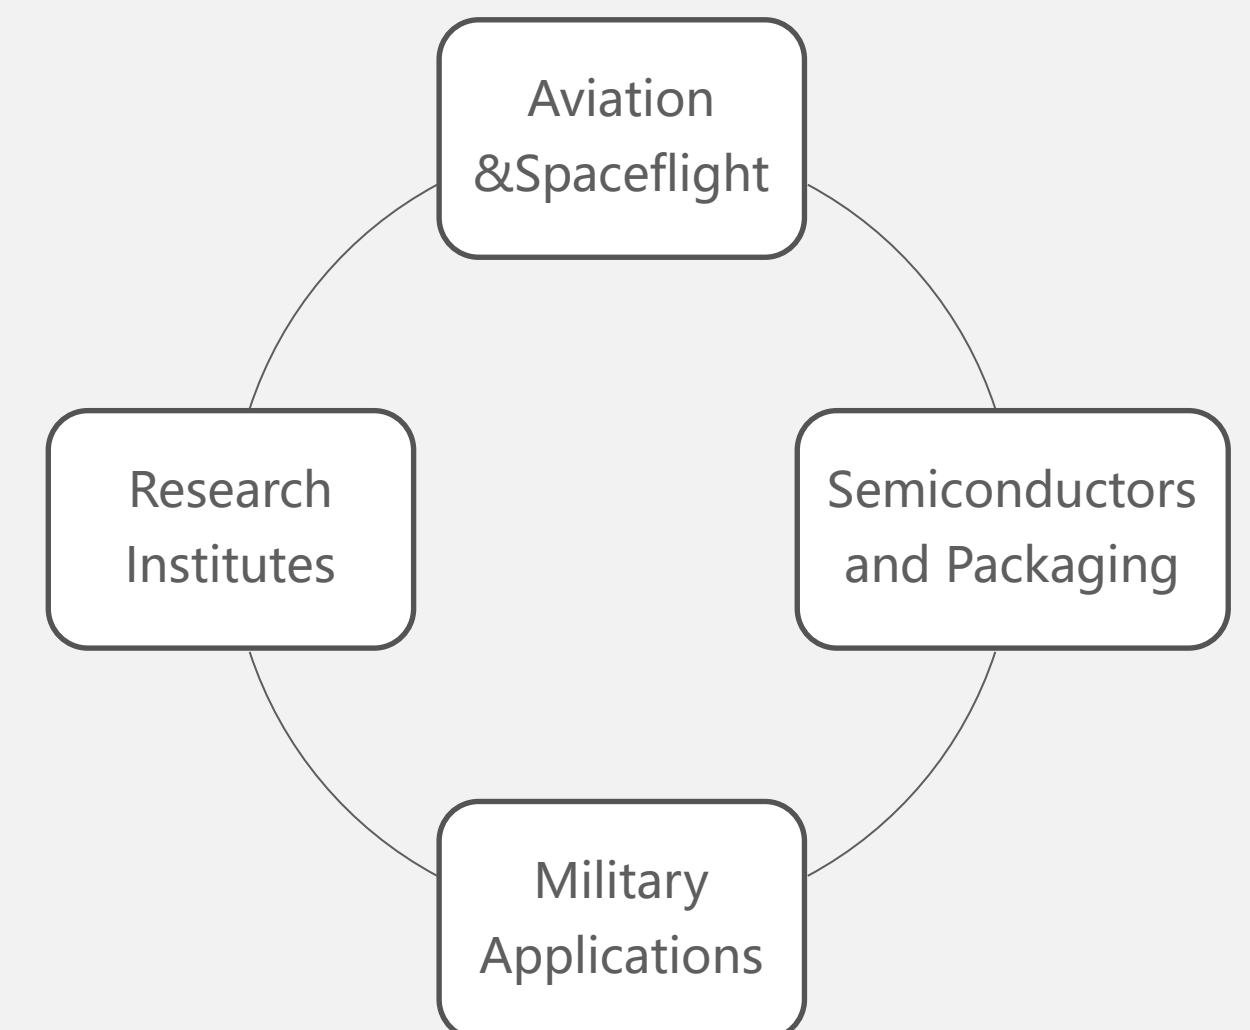 Aviation
&Spaceflight
Research
Institutes
Semiconductors
and Packaging
Military
Applications